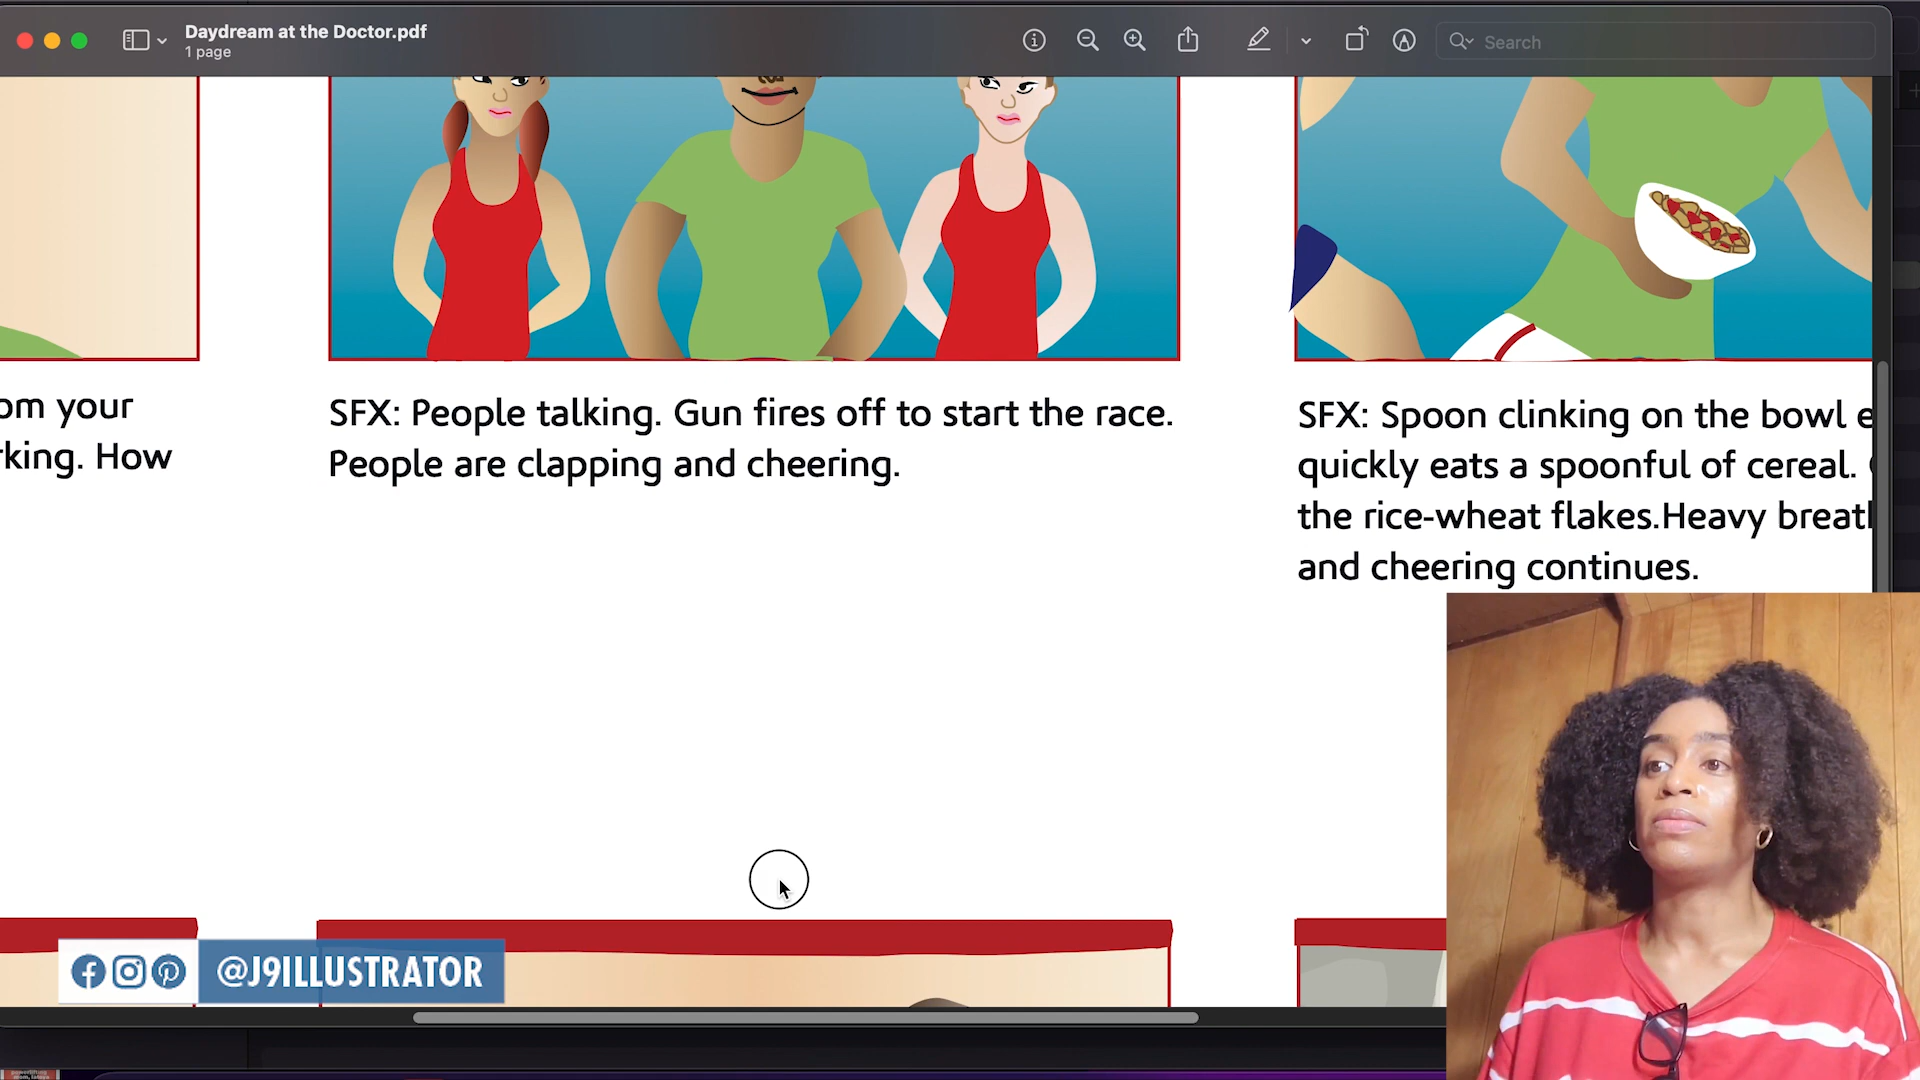 Daydream at the Doctor.pdf
1 page
Search
om your
rking. How
SFX: People talking. Gun fires off to start the race.
People are clapping and cheering.
SFX: Spoon clinking on the bowl e
quickly eats a spoonful of cereal.
the rice-wheat flakes.Heavy breat
and cheering continues.
@J9ILLUSTRATOR